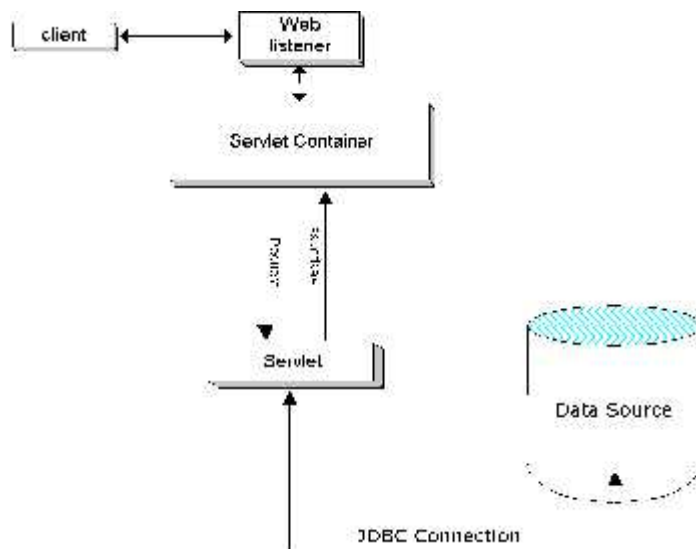 client
Web
listener
Servlet Container
Servlet
Data Source
JDBC Connection